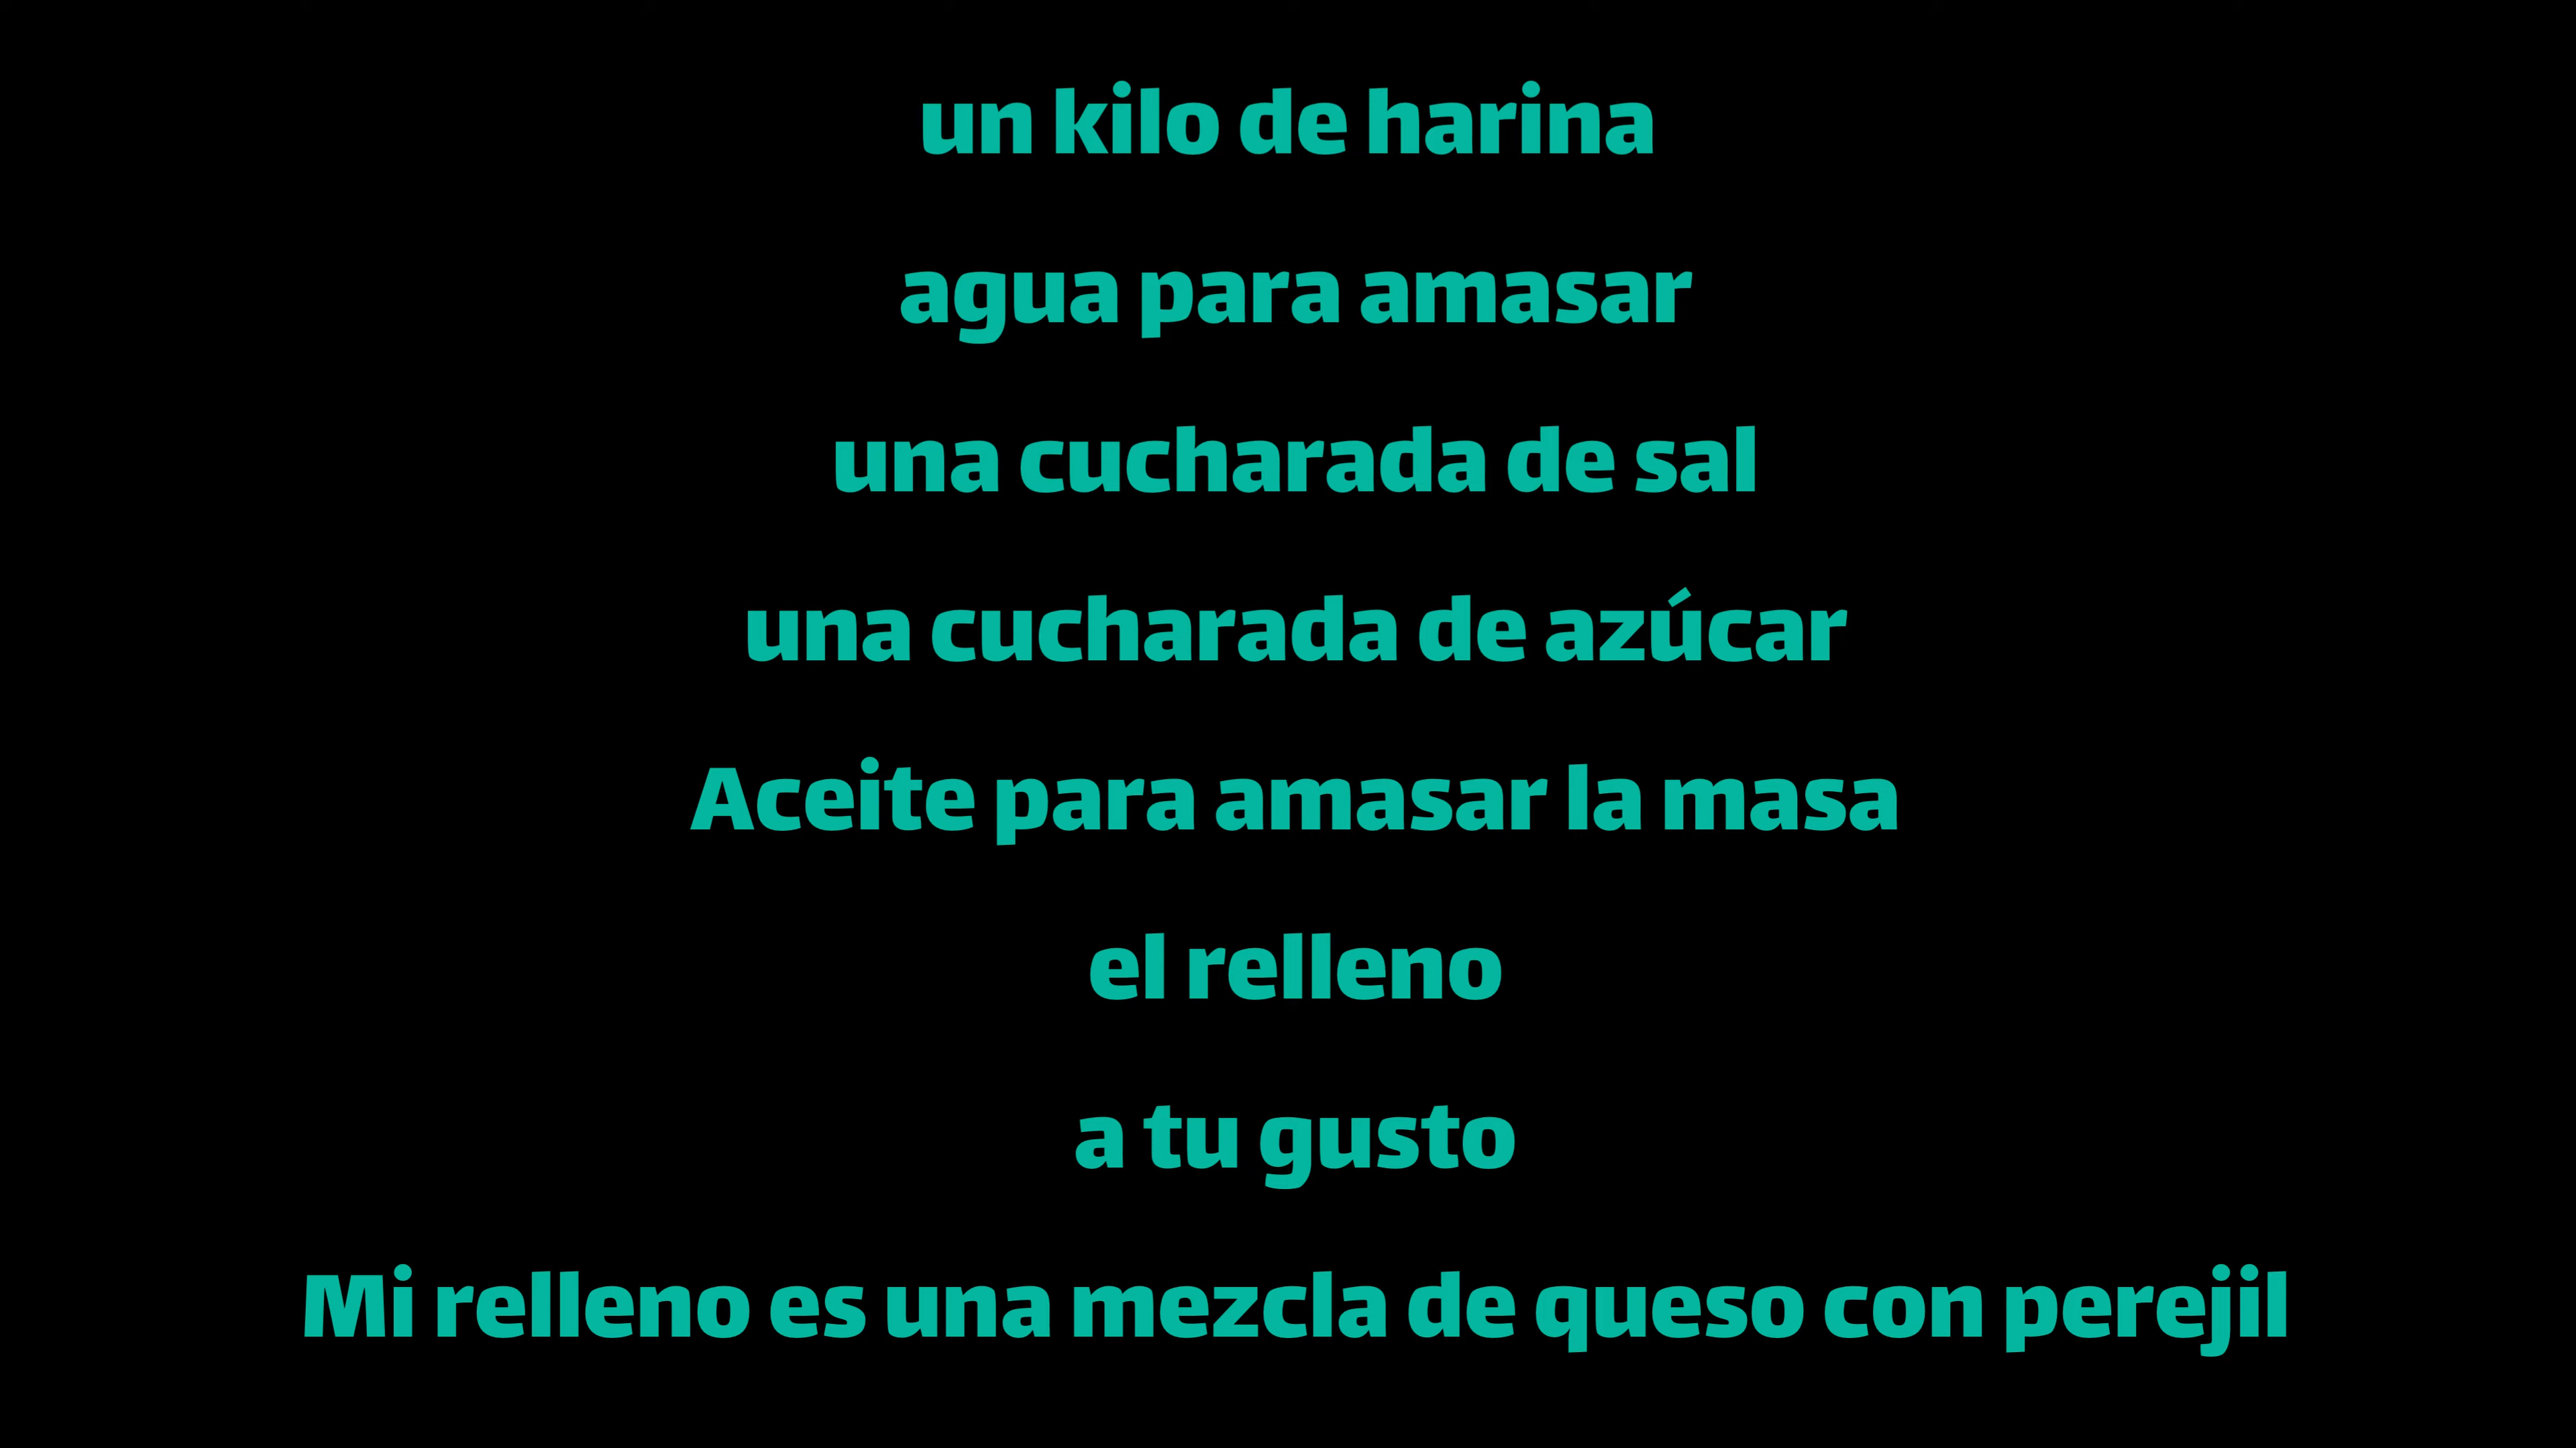 un kilo de harina
agua para amasar
una cucharada de sal
una cucharada de azúcar
Aceite para amasar la masa
el relleno
a tu gusto
Mi relleno es una mezcla de queso con perejil